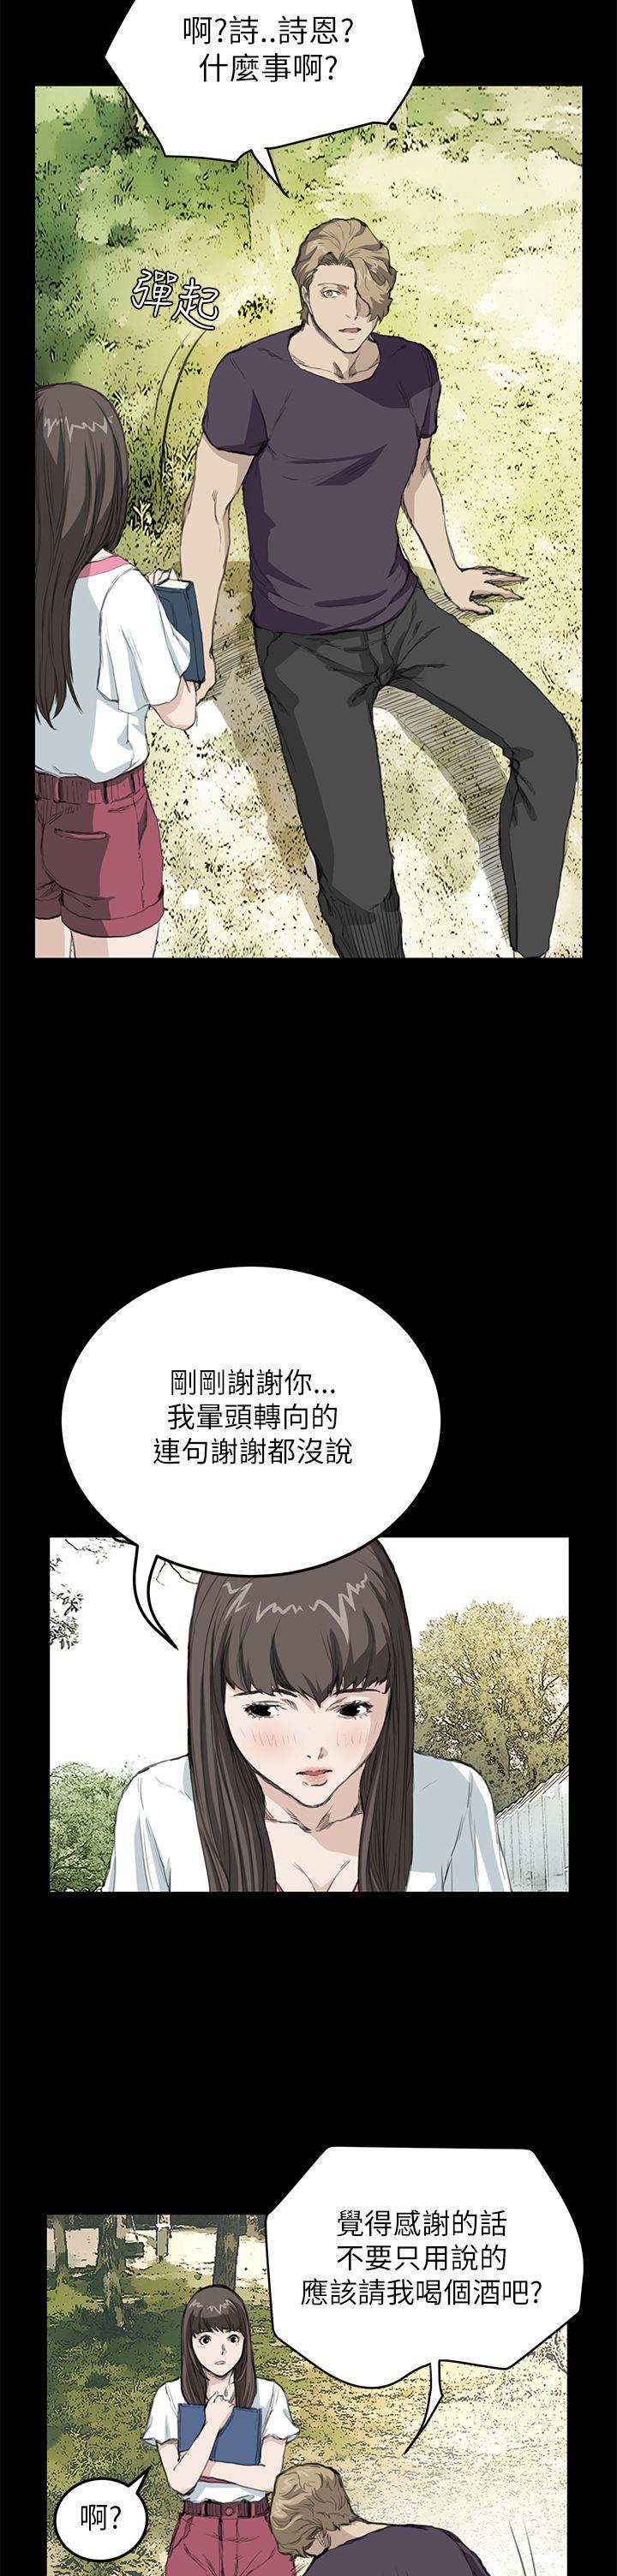 啊?詩..詩恩?
什麼事啊?
彈起
剛剛謝謝你...
我暈頭轉向的
連句謝謝都沒說
覺得感謝的話
不要只用說的
應該請我喝個酒吧?
啊?